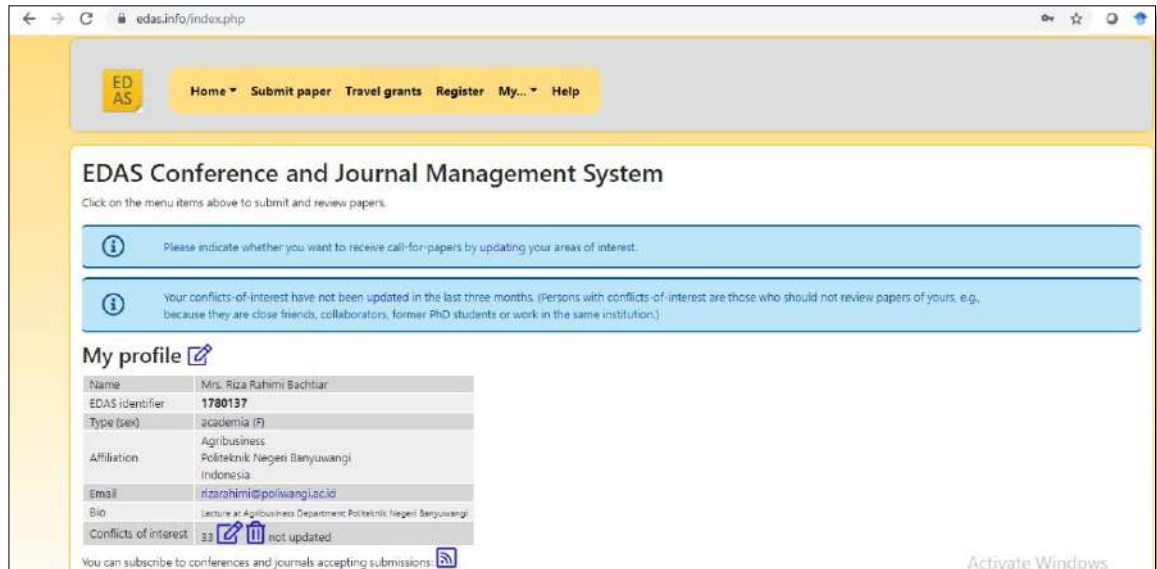 edas.info/index.php
ED
AS
Home Submit paper Travel grants Register My... Help
EDAS Conference and Journal Management System
Click on the menu items above to submit and review papers.
Please indicate whether you want to receive call-for-papers by updating your areas of interest.
Your conflicts-of-interest have not been updated in the last three months. (Persons with conflicts-of-interest are those who should not review papers of yours, e.g.,
because they are close friends, collaborators, former PhD students or work in the same institution.)
My profile
Name Mrs. Riza Rahimi Bachtiar
EDAS identifier 1780137
Type (sex) academia (F)
Affiliation Agribusiness
Politeknik Negeri Banyuwangi
Indonesia
Email rizarahimi@poliwangi.ac.id
Bio Lecture at Agribusiness Department Politeknik Negeri Banyuwangi
Conflicts of interest 33 not updated
You can subscribe to conferences and journals accepting submissions:
Activate Windows